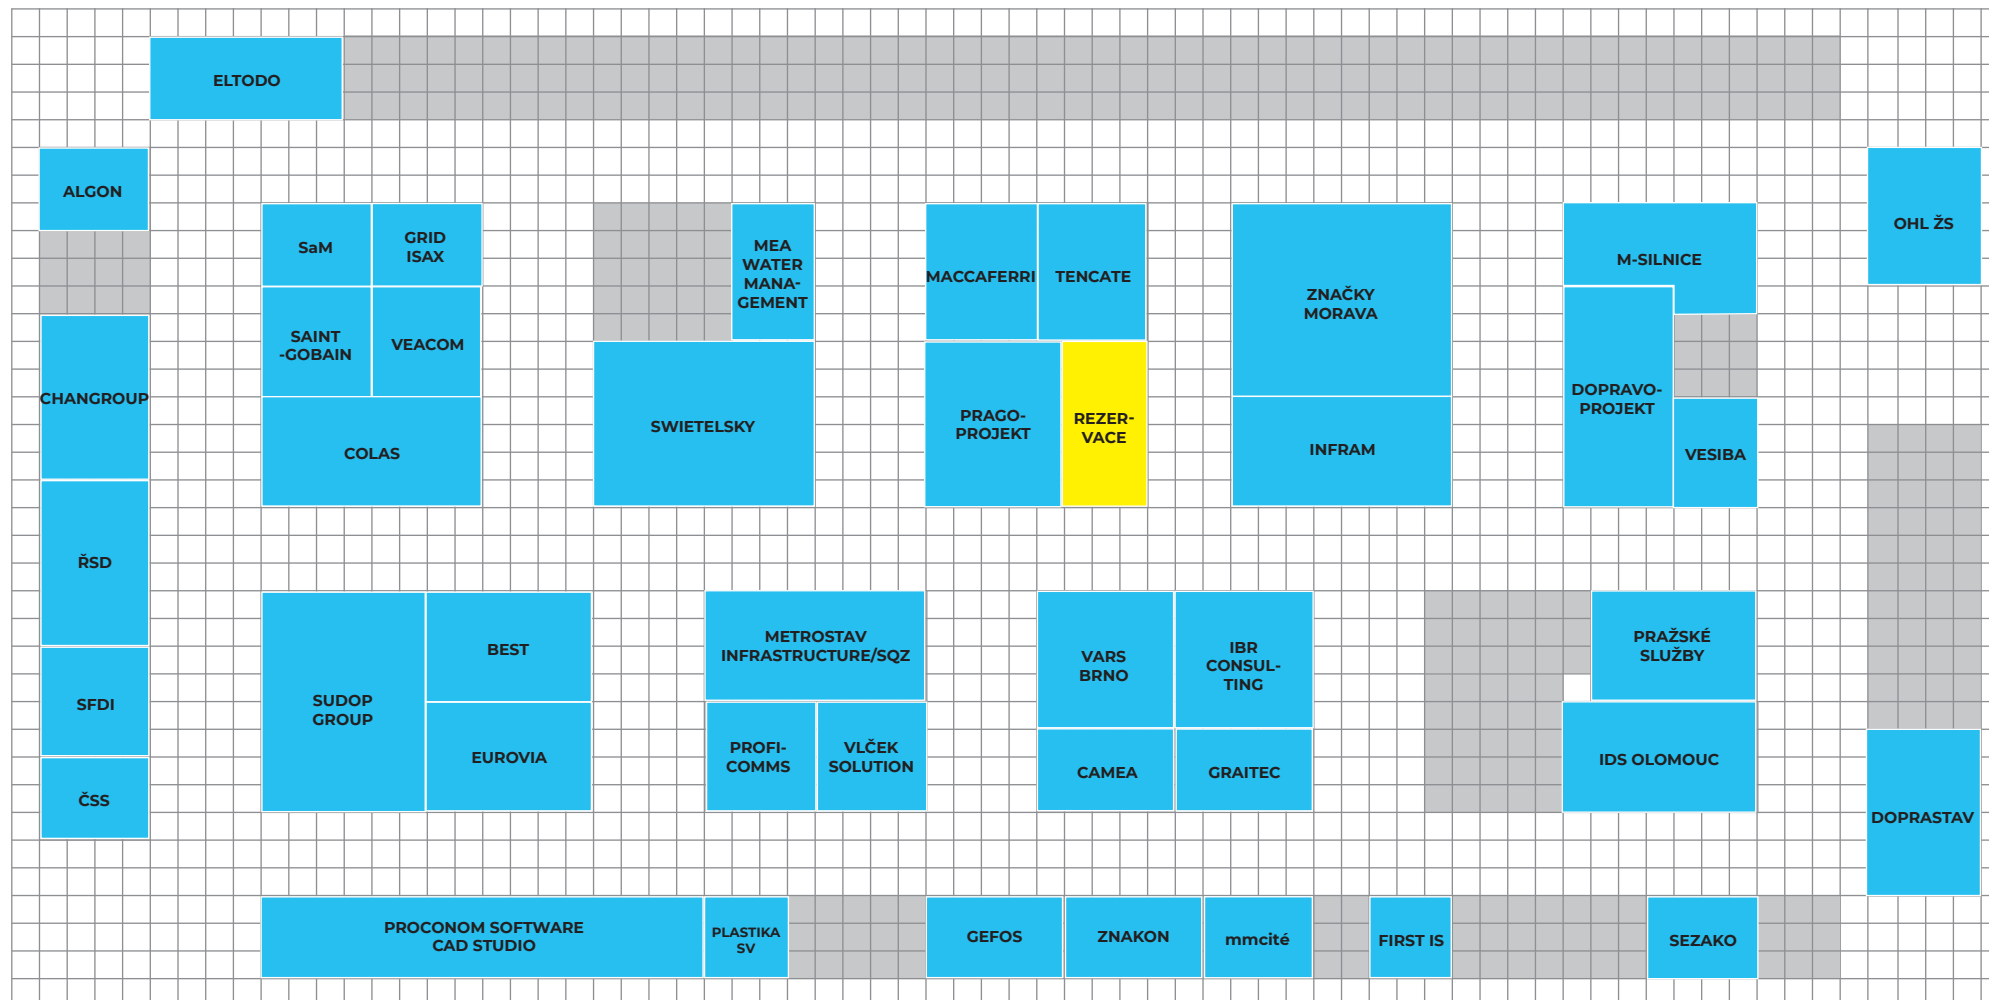 ELTODO
ALGON
OHL ŽS
SaM
GRID
ISAX
MEA
WATER
MANA-
GEMENT
MACCAFERRI
TENCATE
ZNAČKY
MORAVA
M-SILNICE
SAINT
-GOBAIN
VEACOM
CHANGROUP
COLAS
SWIETELSKY
PRAGO-
PROJEKT
REZER-
VACE
INFRAM
DOPRAVO-
PROJEKT
VESIBA
ŘSD
SFDI
ČSS
SUDOP
GROUP
BEST
EUROVIA
METROSTAV
INFRASTRUCTURE/SQZ
PROFI-
COMMS
VLČEK
SOLUTION
VARS
BRNO
IBR
CONSUL-
TING
CAMEA
GRAITEC
PRAŽSKÉ
SLUŽBY
IDS OLOMOUC
DOPRASTAV
PROCONOM SOFTWARE
CAD STUDIO
PLASTIKA
SV
GEFOS
ZNAKON
mmcité
FIRST IS
SEZAKO